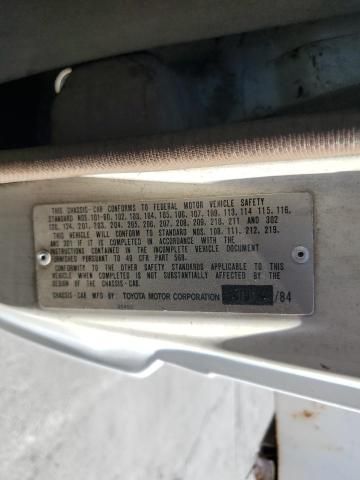 THIS CHASSIS-CAB CONFORMS TO FEDERAL MOTOR VEHICLE SAFETY
STANDARD NOS. 101-80, 102, 103, 104, 105, 106, 107, 109, 113, 114 115, 116,
124, 201, 203, 204, 205, 206, 207, 208, 209, 210, 211 AND 302
THIS VEHICLE WILL CONFORM TO STANDARD NOS. 108, 111, 212, 219,
AND 301 IF IT IS COMPLETED IN ACCORDANCE WITH THE
INSTRUCTIONS CONTAINED IN THE INCOMPLETE VEHICLE DOCUMENT
FURNISHED PURSUANT TO 49 CFR PART 568.
CONFORMITY TO THE OTHER SAFETY STANDARDS APPLICABLE TO THIS
VEHICLE WHEN COMPLETED IS NOT SUBSTANTIALLY AFFECTED BY THE
DESIGN OF THE CHASSIS-CAB.
CHASSIS-CAB MFD BY: TOYOTA MOTOR CORPORATION /84